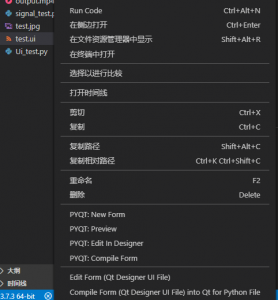 output.mp4
signal_test.p
test.jpg
test.ui
Ui_test.py
大纲
时间线
3.7.3 64-bit
Run Code Ctrl+Alt+N
在侧边打开 Ctrl+Enter
在文件资源管理器中显示 Shift+Alt+R
在终端中打开
选择以进行比较
打开时间线
剪切 Ctrl+X
复制 Ctrl+C
复制路径 Shift+Alt+C
复制相对路径 Ctrl+K Ctrl+Shift+C
重命名 F2
删除 Delete
PYQT: New Form
PYQT: Preview
PYQT: Edit In Designer
PYQT: Compile Form
Edit Form (Qt Designer UI File)
Compile Form (Qt Designer UI File) into Qt for Python File